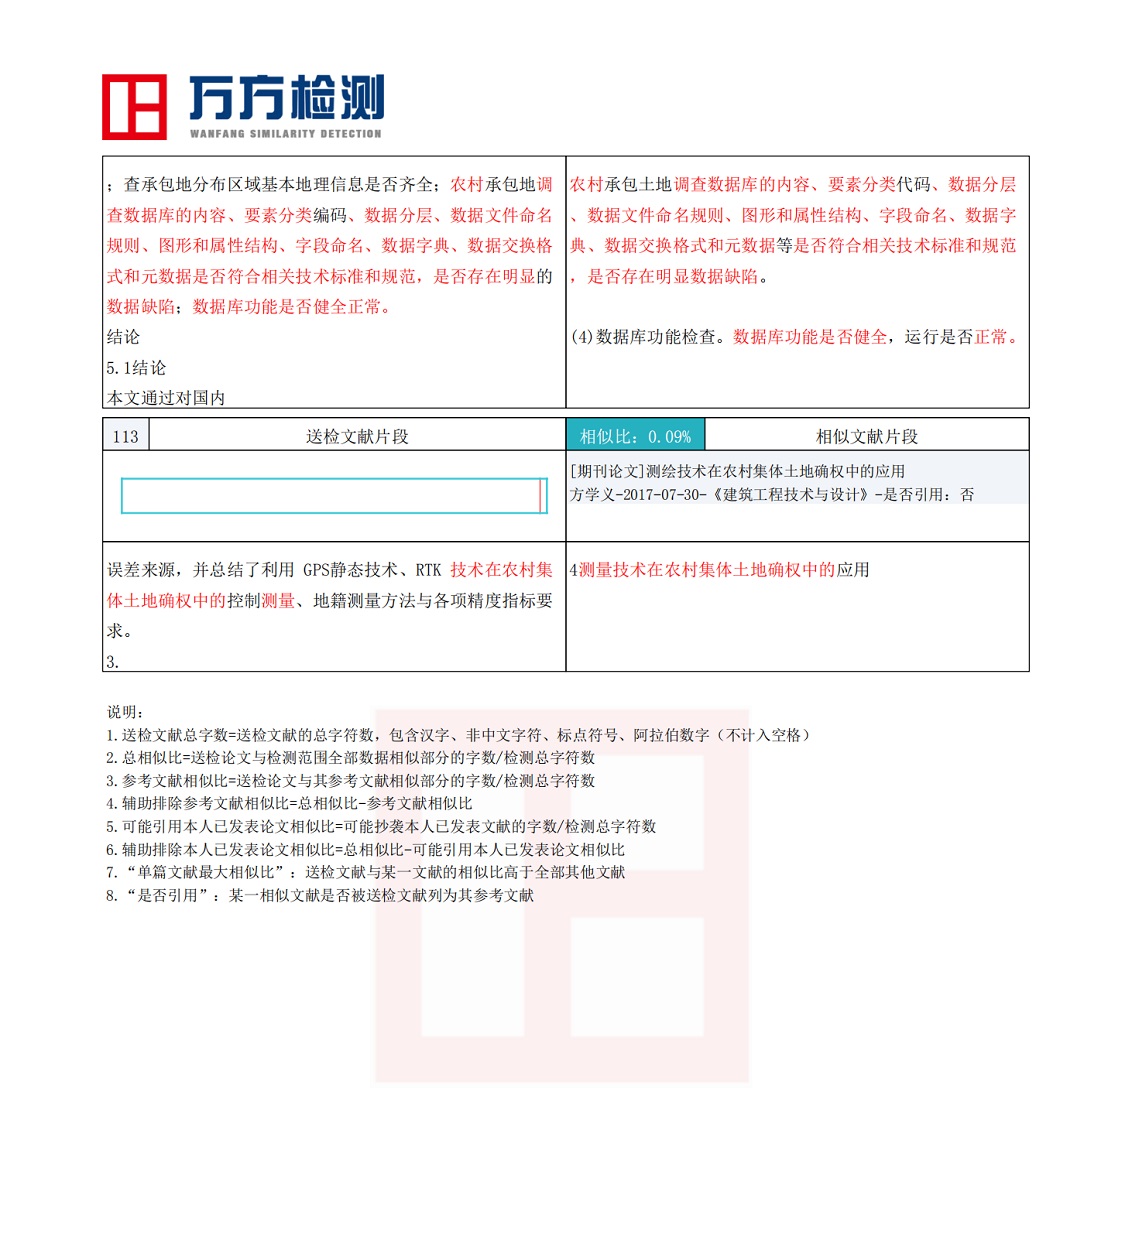 万方检测
WANFANG SIMILARITY DETECTION
；查承包地分布区域基本地理信息是否齐全；农村承包地调
查数据库的内容、要素分类编码、数据分层、数据文件命名
规则、图形和属性结构、字段命名、数据字典、数据交换格
式和元数据是否符合相关技术标准和规范，是否存在明显的
数据缺陷；数据库功能是否健全正常。
结论
5.1结论
本文通过对国内
农村承包土地调查数据库的内容、要素分类代码、数据分层
、数据文件命名规则、图形和属性结构、字段命名、数据字
典、数据交换格式和元数据等是否符合相关技术标准和规范
，是否存在明显数据缺陷。
(4)数据库功能检查。数据库功能是否健全，运行是否正常。
113
送检文献片段
相似比：0.09%
相似文献片段
[期刊论文]测绘技术在农村集体土地确权中的应用
方学义-2017-07-30-《建筑工程技术与设计》-是否引用：否
误差来源，并总结了利用 GPS静态技术、RTK 技术在农村集
体土地确权中的控制测量、地籍测量方法与各项精度指标要
求。
3.
4测量技术在农村集体土地确权中的应用
说明：
1.送检文献总字数=送检文献的总字符数，包含汉字、非中文字符、标点符号、阿拉伯数字（不计入空格）
2.总相似比=送检论文与检测范围全部数据相似部分的字数/检测总字符数
3.参考文献相似比=送检论文与其参考文献相似部分的字数/检测总字符数
4.辅助排除参考文献相似比=总相似比-参考文献相似比
5.可能引用本人已发表论文相似比=可能抄袭本人已发表文献的字数/检测总字符数
6.辅助排除本人已发表论文相似比=总相似比-可能引用本人已发表论文相似比
7.“单篇文献最大相似比”：送检文献与某一文献的相似比高于全部其他文献
8.“是否引用”：某一相似文献是否被送检文献列为其参考文献